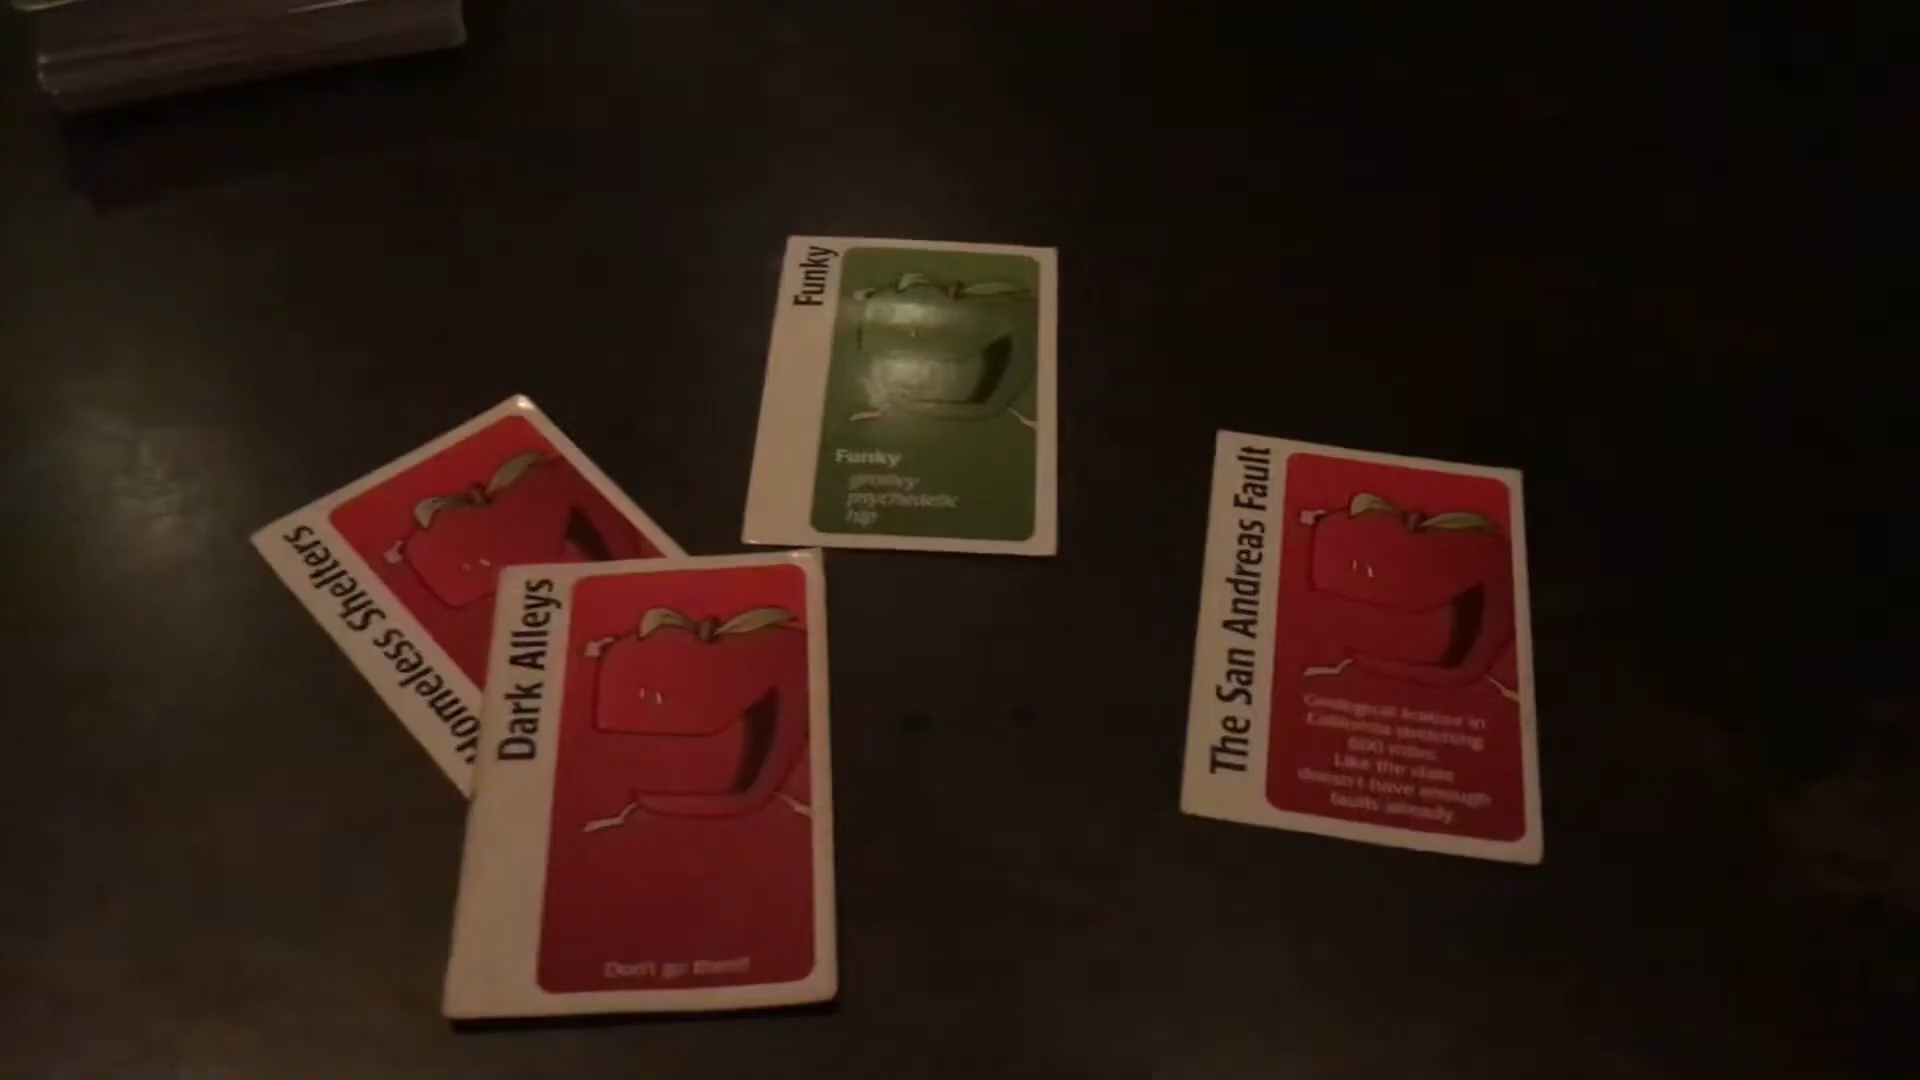 Funky
Funky
groovy
psychedelic
hip
Homeless Shelters
Dark Alleys
Don't go there!
The San Andreas Fault
Geological feature in
California stretching
600 miles.
Like the state
doesn't have enough
faults already.